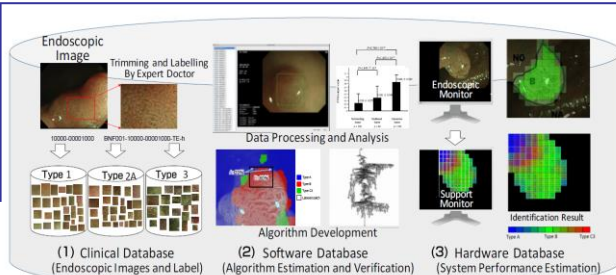 Endoscopic
Image
Trimming and Labelling
By Expert Doctor
10000-00001000
BNF001-10000-00001000-TE-h
Type 1
Type 2A
Type 3
(1) Clinical Database
(Endoscopic Images and Label)
Data Processing and Analysis
Type A
Type B
Type C3
Algorithm Development
(2) Software Database
(Algorithm Estimation and Verification)
Endoscopic
Monitor
Support
Monitor
Identification Result
Type A
Type B
Type C3
(3) Hardware Database
(System Performance Estimation)